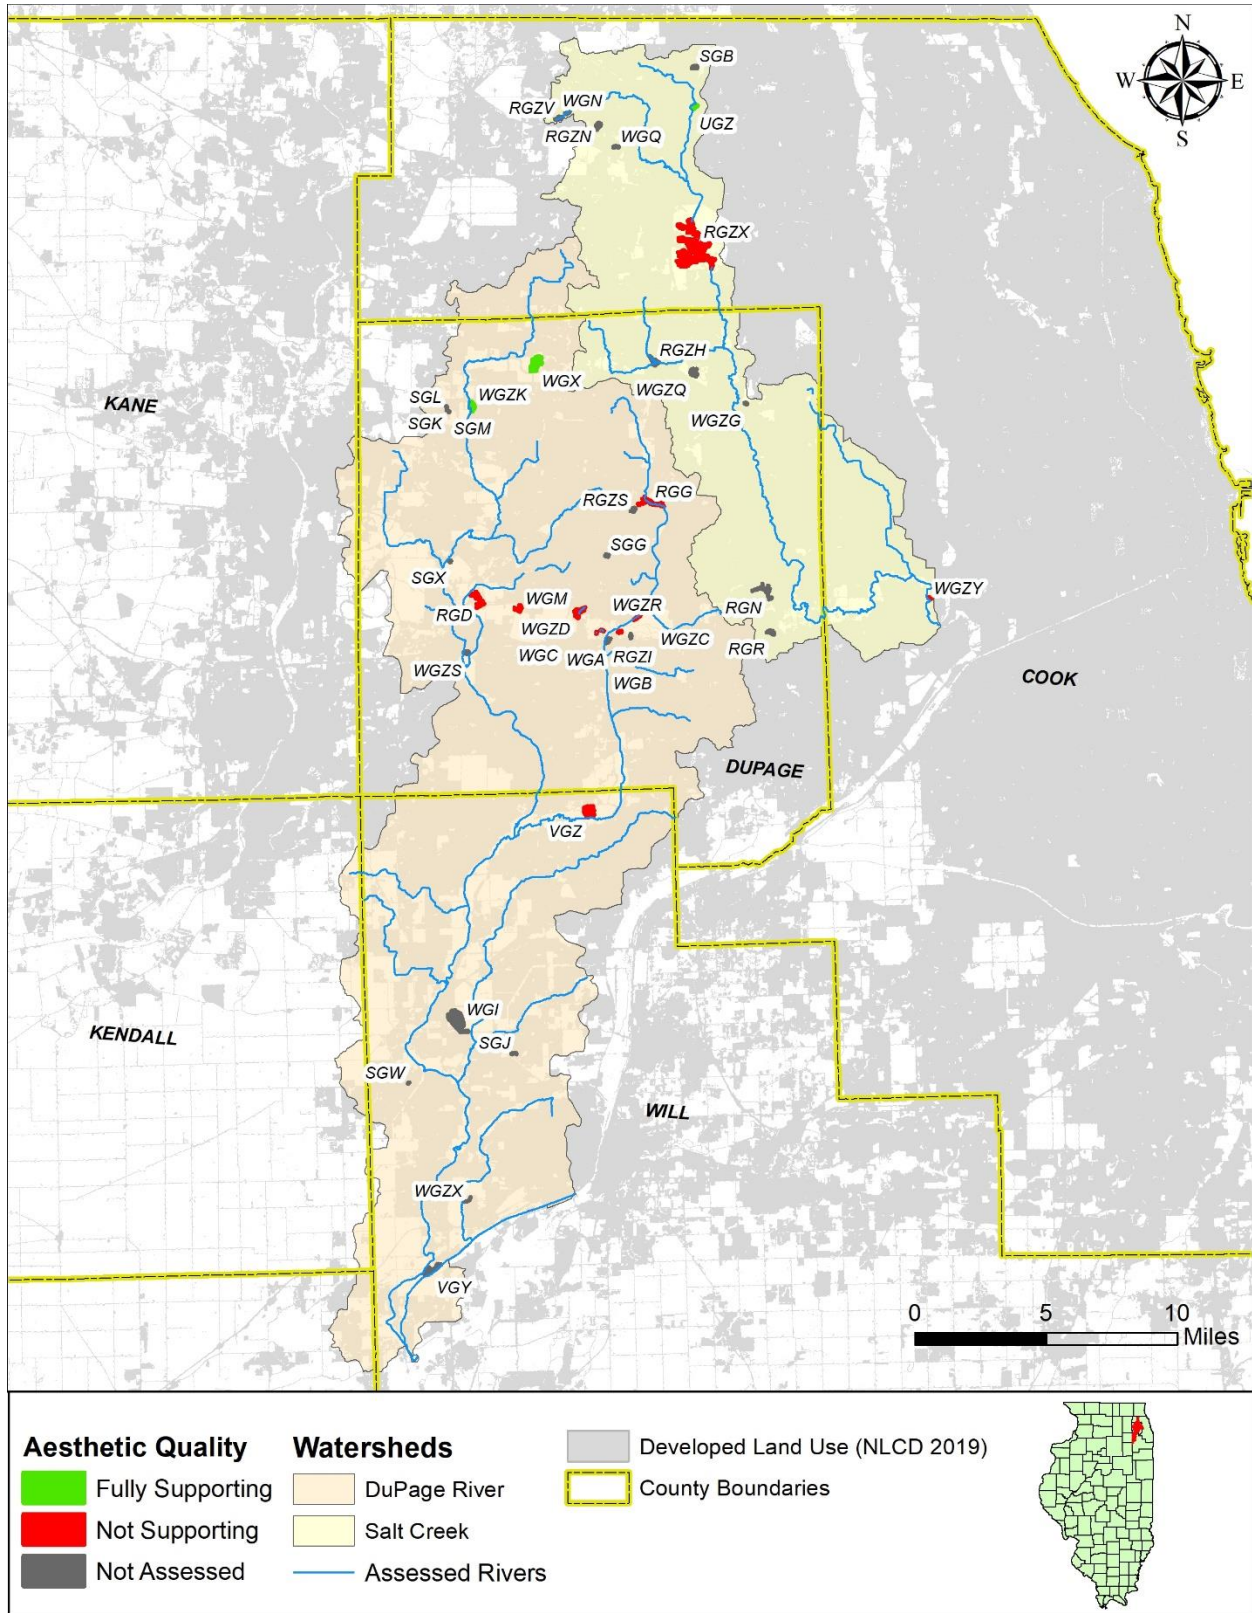 N
W E
S
SGB
RGZV WGN
UGZ
RGZN WGQ
RGZX
RGZH
WGX
WGZQ
SGL WGZK
KANE
SGK SGM
WGZG
RGG
RGZS
SGG
SGX
WGZY
RGD WGM
WGZR
RGN
WGZD
WGZC
WGC WGA RGZI
RGR
WGZS
WGB
COOK
DUPAGE
VGZ
WGI
KENDALL
SGJ
SGW
WILL
WGZX
VGY
0 5 10
Miles
Aesthetic Quality
Fully Supporting
Not Supporting
Not Assessed
Watersheds
DuPage River
Salt Creek
Assessed Rivers
Developed Land Use (NLCD 2019)
County Boundaries